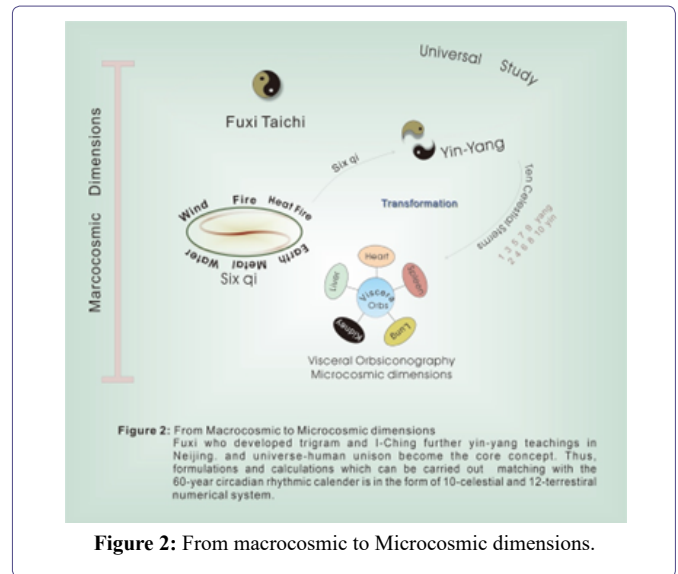 Universal Study
Fuxi Taichi
Marcocosmic Dimensions
Six qi
Yin-Yang
Ten Celestial Sterms
1 3 5 7 9 yang
2 4 6 8 10 yin
Transformation
Wind Fire Heat Fire
Water Metal Earth
Six qi
Heart
Liver
Spleen
Viscera
Orbs
Kidney
Lung
Visceral Orbsiconography
Microcosmic dimensions
Figure 2: From Macrocosmic to Microcosmic dimensions
Fuxi who developed trigram and I-Ching further yin-yang teachings in
Neijing. and universe-human unison become the core concept. Thus,
formulations and calculations which can be carried out matching with the
60-year circadian rhythmic calender is in the form of 10-celestial and 12-terrestiral
numerical system.
Figure 2: From macrocosmic to Microcosmic dimensions.